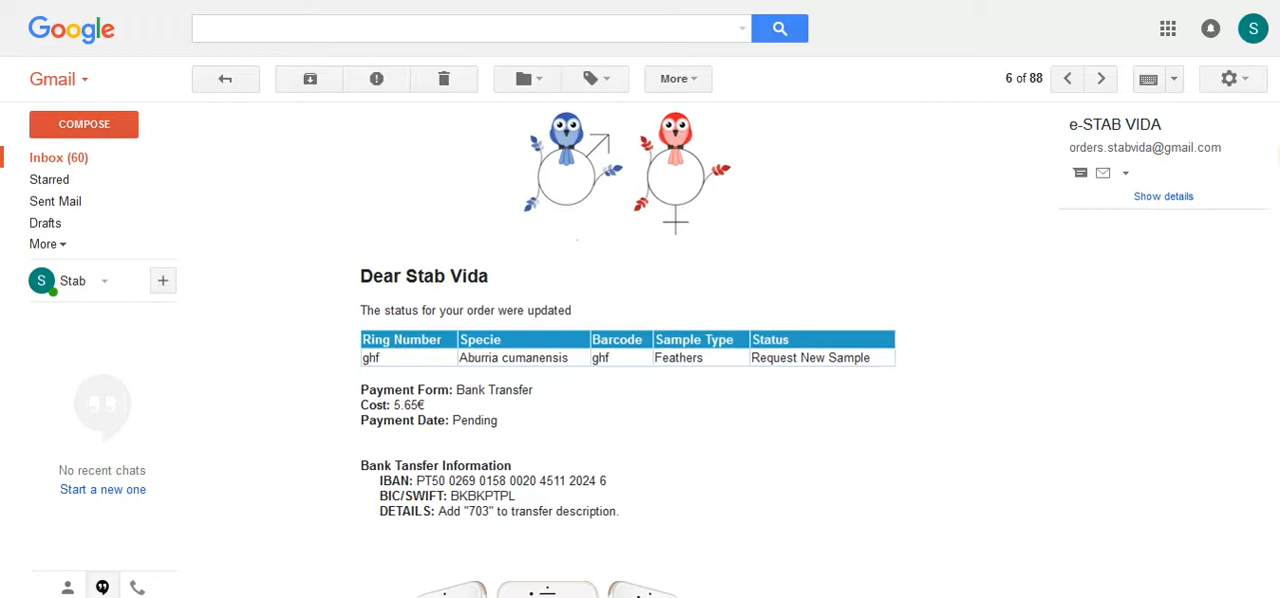 Google
S
Gmail
More
6 of 88
COMPOSE
Inbox (60)
Starred
Sent Mail
Drafts
More
S Stab
No recent chats
Start a new one
e-STAB VIDA
orders.stabvida@gmail.com
Show details
Dear Stab Vida
The status for your order were updated
Ring Number Specie Barcode Sample Type Status
ghf Aburria cumanensis ghf Feathers Request New Sample
Payment Form: Bank Transfer
Cost: 5.65€
Payment Date: Pending
Bank Tansfer Information
IBAN: PT50 0269 0158 0020 4511 2024 6
BIC/SWIFT: BKBKPTPL
DETAILS: Add "703" to transfer description.